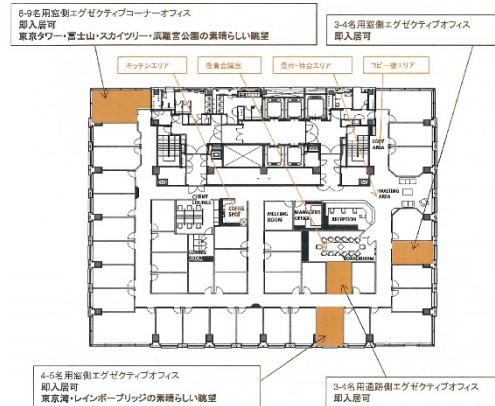 8-9名用窓側エグゼクティブコーナーオフィス
即入居可
東京タワー・富士山・スカイツリー・浜離宮公園の素晴らしい眺望
3-4名用窓側エグゼクティブオフィス
即入居可
キッチンエリア
役員会議室
受付・待合エリア
コピー機エリア
COPY
AREA
WAITING
AREA
CLIENT
COUNCIL
COFFEE
SPOT
MEETING
ROOM
MANAGERS
OFFICE
RECEPTION
ROOM
BOARDROOM
4-5名用窓側エグゼクティブオフィス
即入居可
東京湾・レインボーブリッジの素晴らしい眺望
3-4名用通路側エグゼクティブオフィス
即入居可